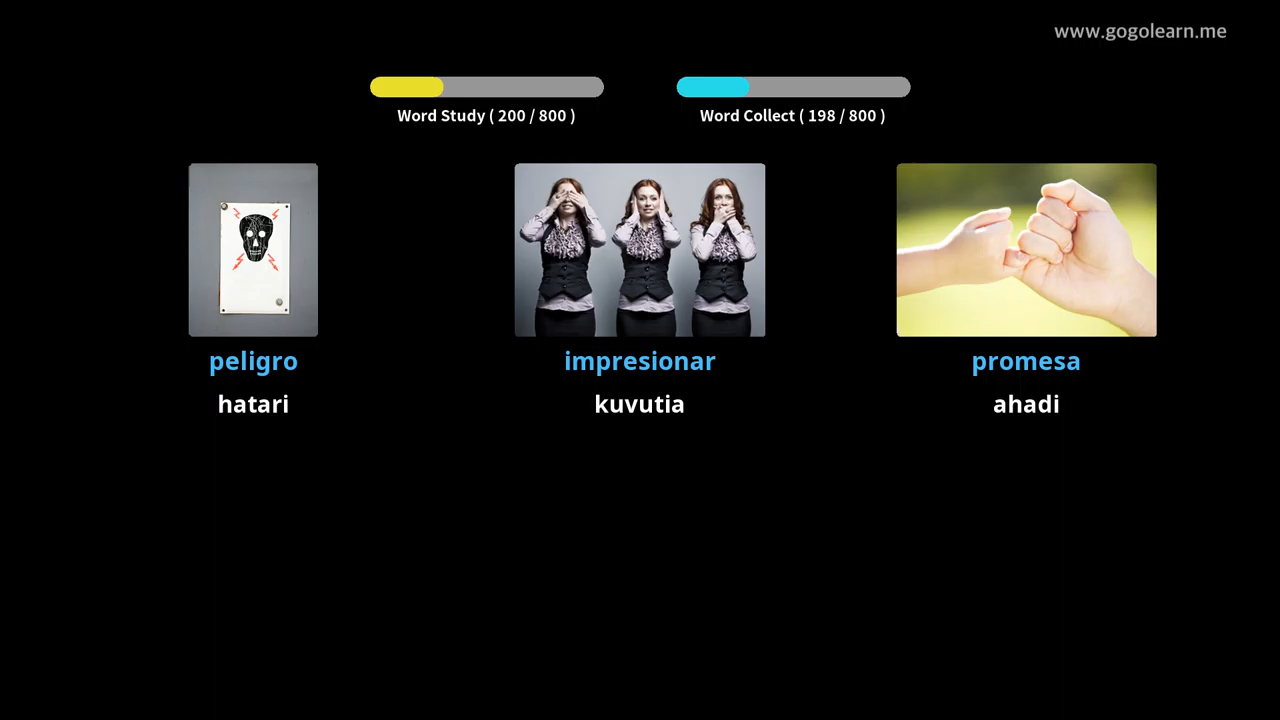 www.gogolearn.me
Word Study ( 200 / 800 )
Word Collect ( 198 / 800 )
peligro
impresionar
promesa
hatari
kuvutia
ahadi